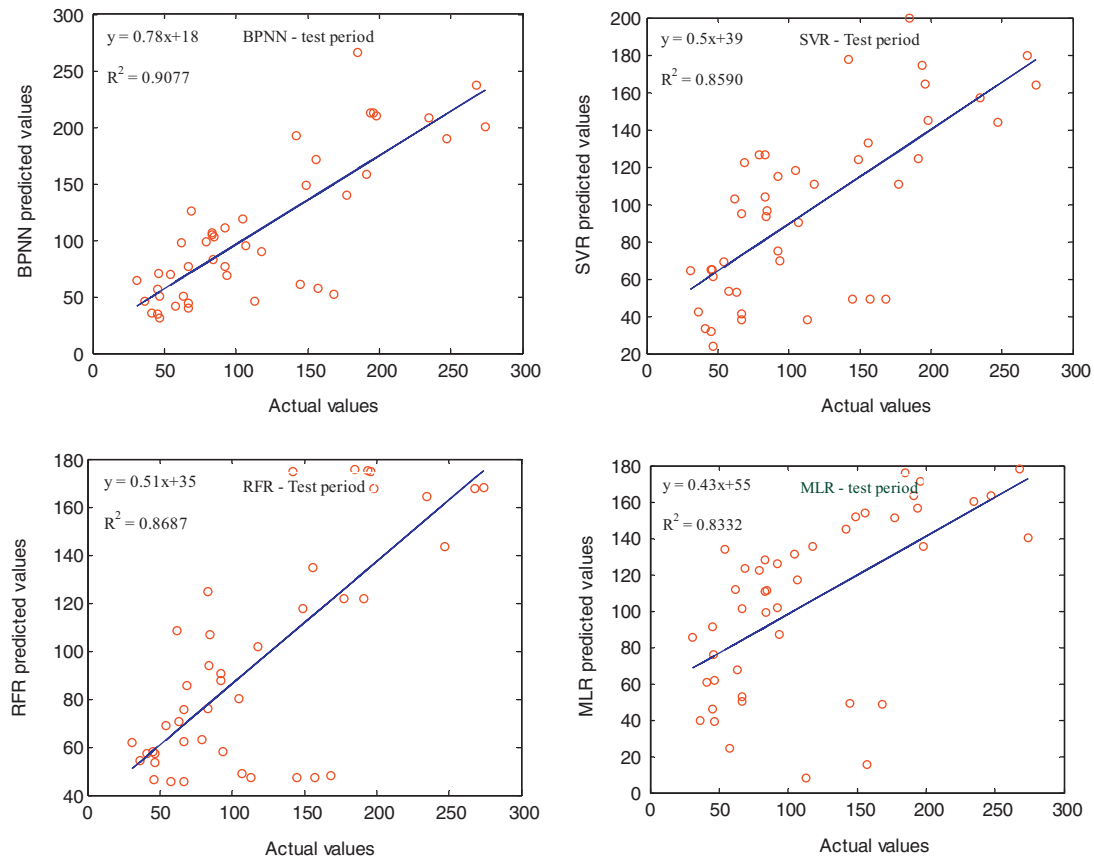 y = 0.78x+18
BPNN - test period
R² = 0.9077
300
250
200
150
100
50
0
BPNN predicted values
0 50 100 150 200 250 300
Actual values
y = 0.5x+39
SVR - Test period
R² = 0.8590
200
180
160
140
120
100
80
60
40
20
SVR predicted values
0 50 100 150 200 250 300
Actual values
y = 0.51x+35
RFR - Test period
R² = 0.8687
180
160
140
120
100
80
60
40
RFR predicted values
0 50 100 150 200 250 300
Actual values
y = 0.43x+55
MLR - test period
R² = 0.8332
180
160
140
120
100
80
60
40
20
0
MLR predicted values
0 50 100 150 200 250 300
Actual values